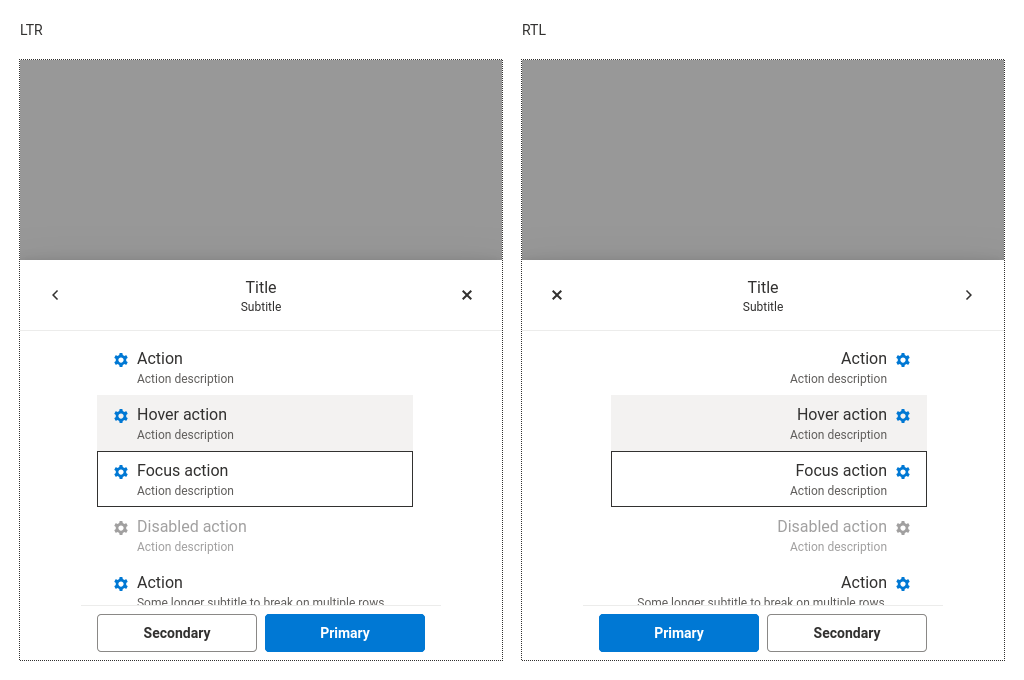 LTR
Title
Subtitle
Action
Action description
Hover action
Action description
Focus action
Action description
Disabled action
Action description
Action
Some longer subtitle to break on multiple rows
Secondary Primary
RTL
Title
Subtitle
Action
Action description
Hover action
Action description
Focus action
Action description
Disabled action
Action description
Action
Some longer subtitle to break on multiple rows
Primary Secondary